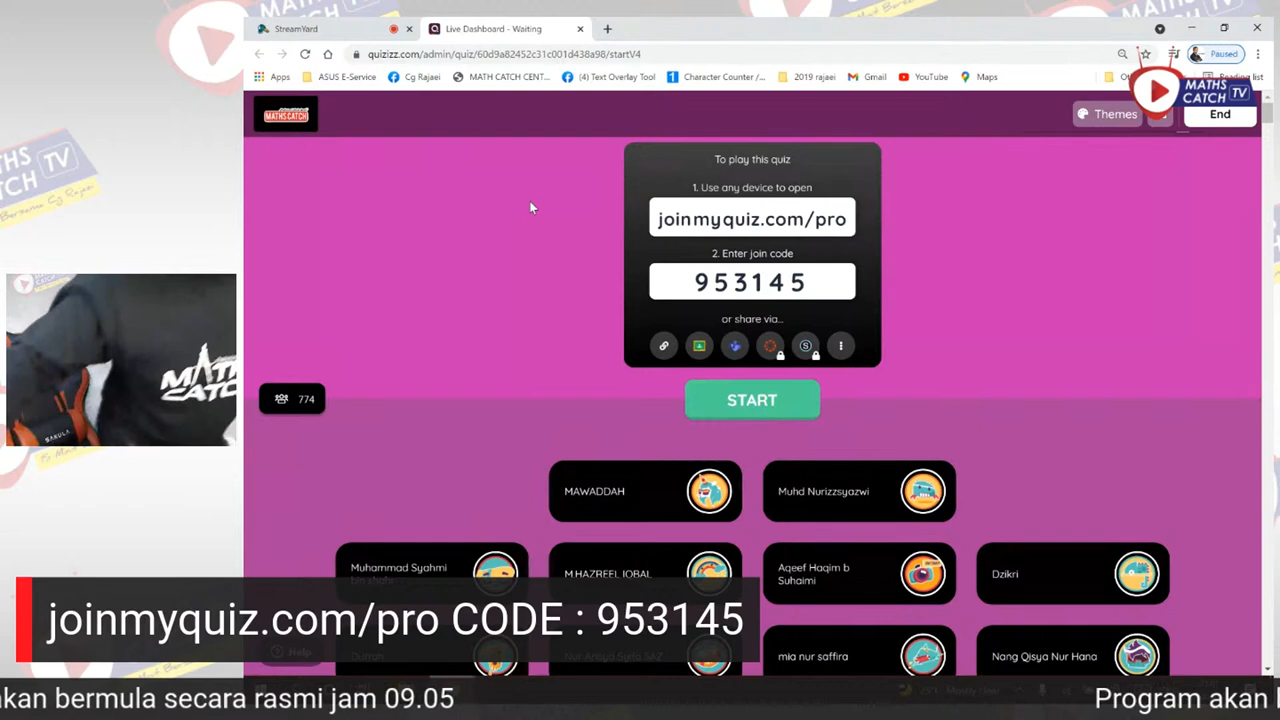 StreamYard
Live Dashboard - Waiting
quizizz.com/admin/quiz/60d9a82452c31c001d438a98/startV4
Paused
Apps
ASUS E-Service
Cg Rajaei
MATH CATCH CENT...
(4) Text Overlay Tool
Character Counter /...
2019 rajaei
Gmail
YouTube
Maps
MATHS
CATCH TV
MATHS CATCH
Themes
End
To play this quiz
1. Use any device to open
joinmyquiz.com/pro
2. Enter join code
953145
or share via...
START
774
MAWADDAH
Muhd Nurizzsyazwi
Muhammad Syahmi
M HAZREEL IQBAL
Aqeef Haqim b
Suhaimi
Dzikri
joinmyquiz.com/pro CODE : 953145
Help
mia nur saffira
Nang Qisya Nur Hana
akan bermula secara rasmi jam 09.05
Program akan